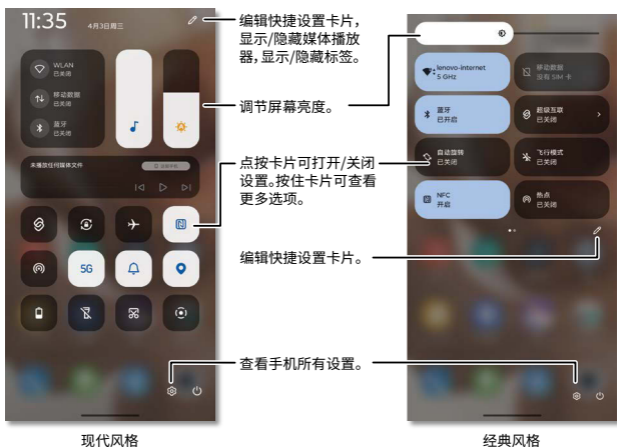 11:35 4月3日周三
WLAN
已关闭
移动数据
已关闭
蓝牙
已关闭
未播放任何媒体文件
5G
现代风格
编辑快捷设置卡片，
显示/隐藏媒体播放
器，显示/隐藏标签。
调节屏幕亮度。
点按卡片可打开/关闭
设置。按住卡片可查看
更多选项。
编辑快捷设置卡片。
查看手机所有设置。
lenovo-internet
5 GHz
移动数据
没有 SIM 卡
蓝牙
已开启
超级互联
已关闭
自动旋转
已关闭
飞行模式
已关闭
NFC
开启
热点
已关闭
经典风格